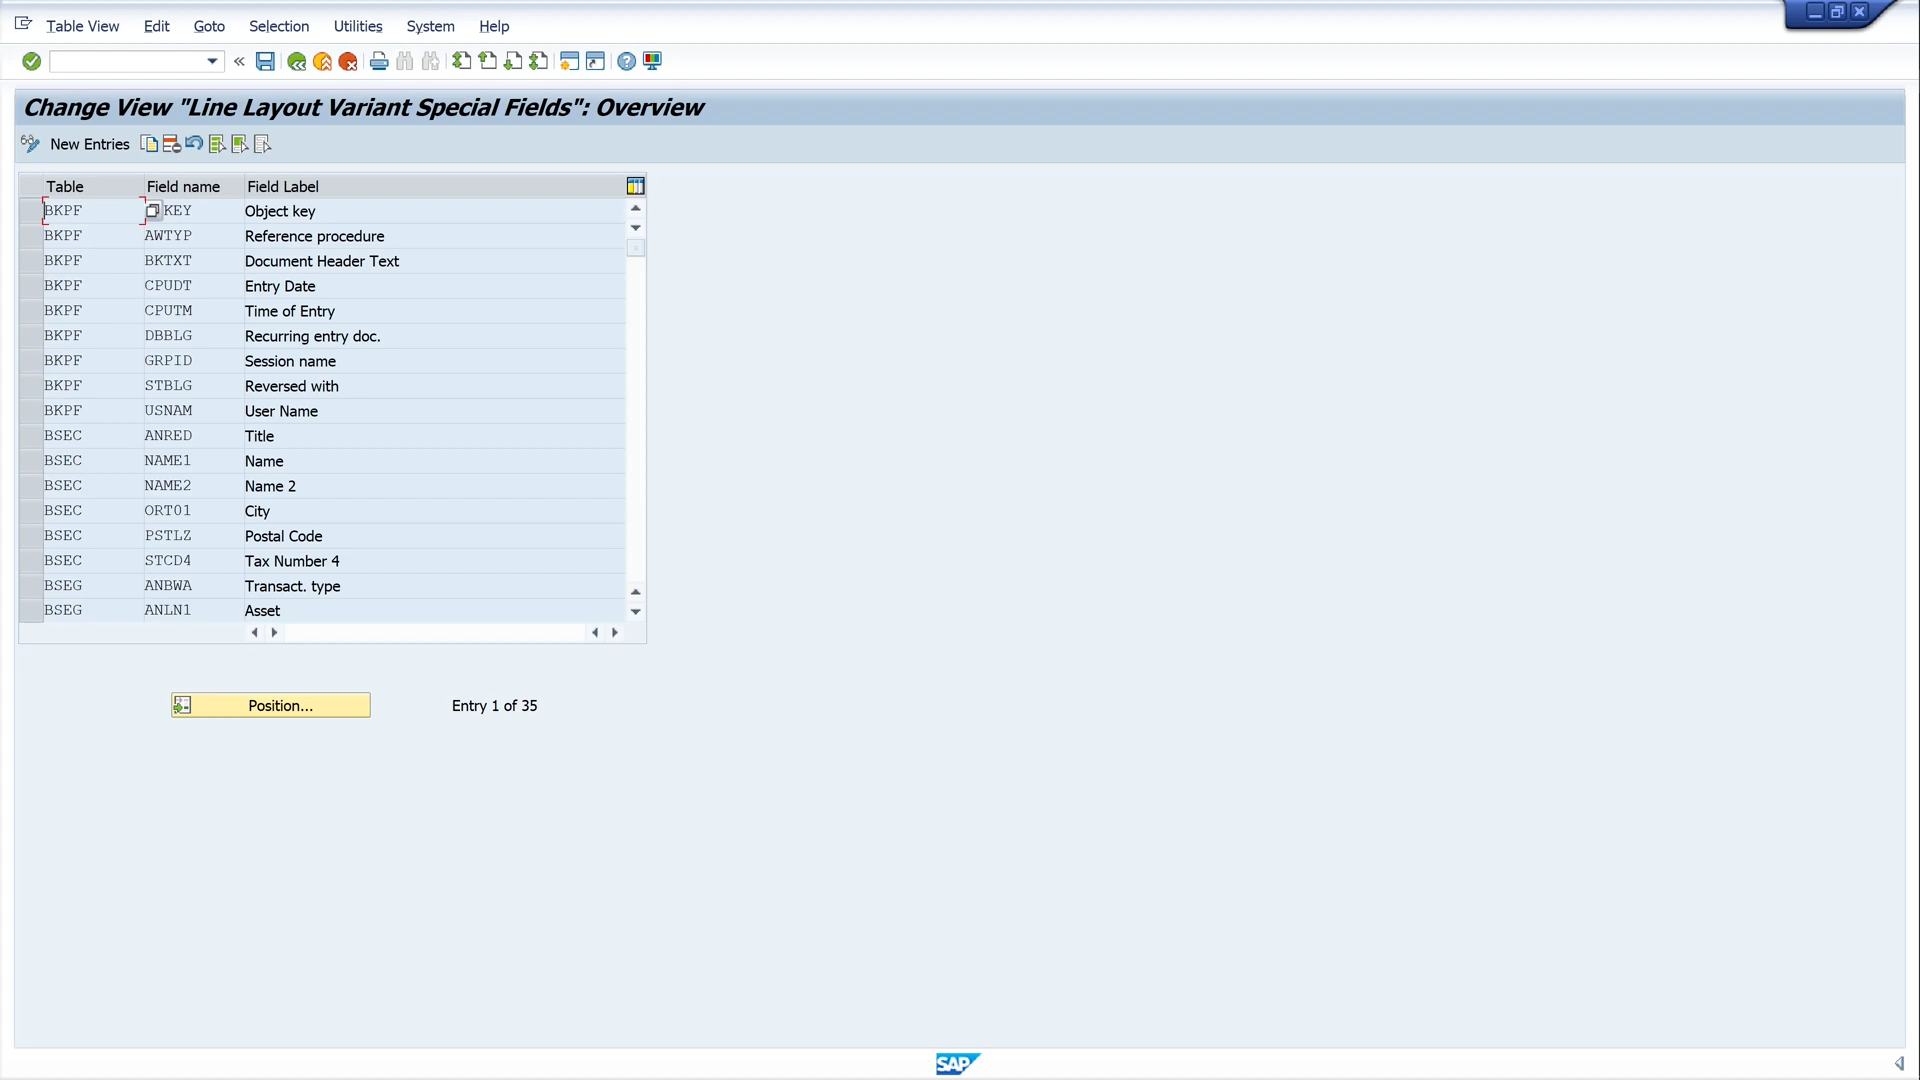 Table View Edit Goto Selection Utilities System Help
Change View "Line Layout Variant Special Fields": Overview
New Entries
Table Field name Field Label
BKPF KEY Object key
BKPF AWTYP Reference procedure
BKPF BKTXT Document Header Text
BKPF CPUDT Entry Date
BKPF CPUTM Time of Entry
BKPF DBBLG Recurring entry doc.
BKPF GRPID Session name
BKPF STBLG Reversed with
BKPF USNAM User Name
BSEC ANRED Title
BSEC NAME1 Name
BSEC NAME2 Name 2
BSEC ORT01 City
BSEC PSTLZ Postal Code
BSEC STCD4 Tax Number 4
BSEG ANBWA Transact. type
BSEG ANLN1 Asset
Position... Entry 1 of 35
SAP